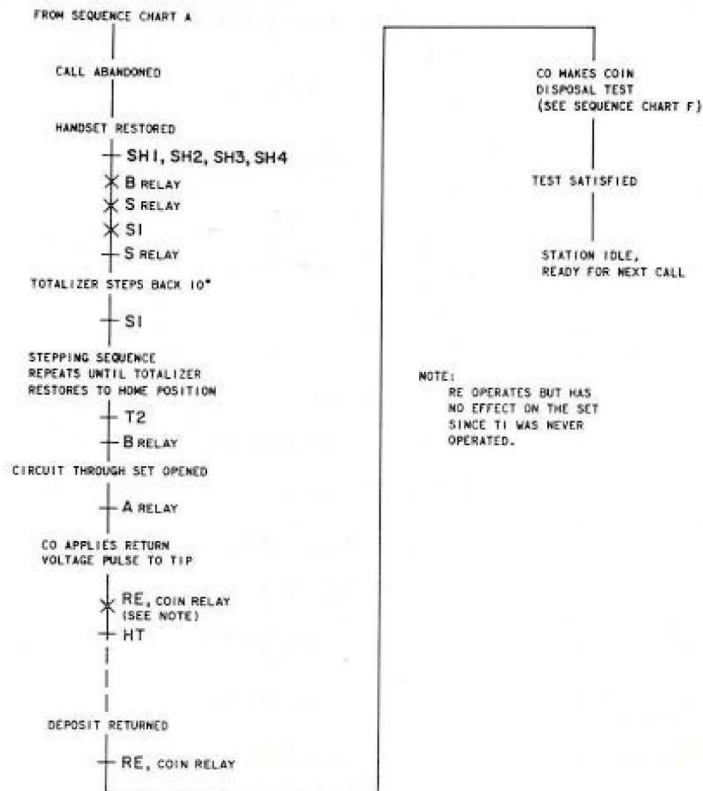 FROM SEQUENCE CHART A
CALL ABANDONED
HANDSET RESTORED
SH1, SH2, SH3, SH4
B RELAY
S RELAY
S1
S RELAY
TOTALIZER STEPS BACK 10°
S1
STEPPING SEQUENCE
REPEATS UNTIL TOTALIZER
RESTORES TO HOME POSITION
T2
B RELAY
CIRCUIT THROUGH SET OPENED
A RELAY
CO APPLIES RETURN
VOLTAGE PULSE TO TIP
RE, COIN RELAY
(SEE NOTE)
HT
DEPOSIT RETURNED
RE, COIN RELAY
CO MAKES COIN
DISPOSAL TEST
(SEE SEQUENCE CHART F)
TEST SATISFIED
STATION IDLE,
READY FOR NEXT CALL
NOTE:
RE OPERATES BUT HAS
NO EFFECT ON THE SET
SINCE T1 WAS NEVER
OPERATED.